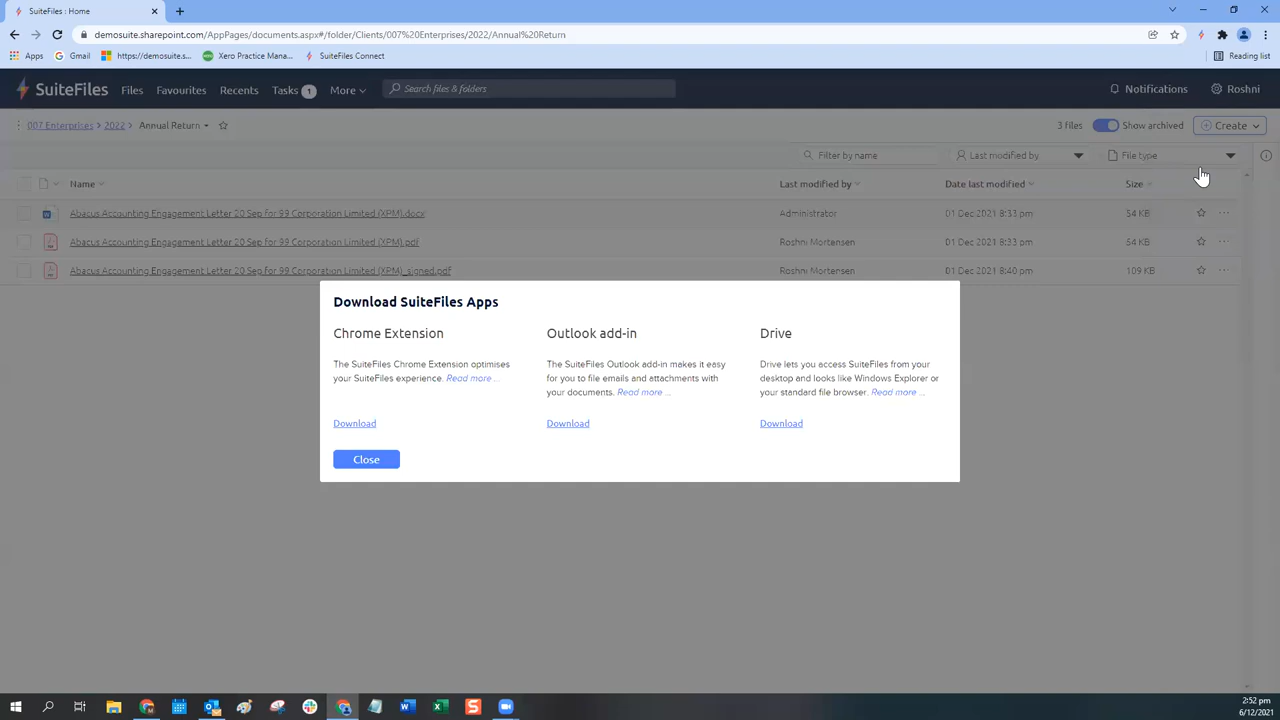 SuiteFiles : Home
demosuite.sharepoint.com/AppPages/documents.aspx#/folder/Clients/007%20Enterprises/2022/Annual%20Return
Apps Gmail https://demosuite.s... Xero Practice Mana... SuiteFiles Connect Reading list
SuiteFiles Files Favourites Recents Tasks 1 More Search files & folders Notifications Roshni
007 Enterprises > 2022 > Annual Return 3 files Show archived Create
Filter by name Last modified by File type
Name Last modified by Date last modified Size
Abacus Accounting Engagement Letter 20 Sep for 99 Corporation Limited (XPM).docx Administrator 01 Dec 2021 8:33 pm 54 KB
Abacus Accounting Engagement Letter 20 Sep for 99 Corporation Limited (XPM).pdf Roshni Mortensen 01 Dec 2021 8:33 pm 54 KB
Abacus Accounting Engagement Letter 20 Sep for 99 Corporation Limited (XPM)_signed.pdf Roshni Mortensen 01 Dec 2021 8:40 pm 109 KB
Download SuiteFiles Apps
Chrome Extension
The SuiteFiles Chrome Extension optimises
your SuiteFiles experience. Read more ...
Download
Outlook add-in
The SuiteFiles Outlook add-in makes it easy
for you to file emails and attachments with
your documents. Read more ...
Download
Drive
Drive lets you access SuiteFiles from your
desktop and looks like Windows Explorer or
your standard file browser. Read more ...
Download
Close
2:52 pm
6/12/2021